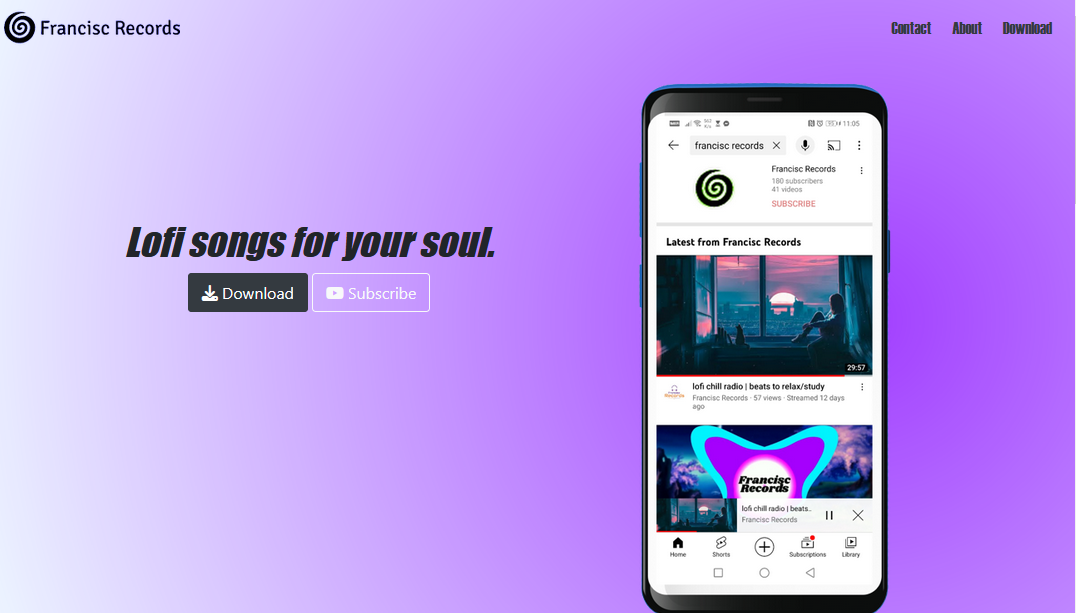 Francisc Records
Contact About Download
Lofi songs for your soul.
Download Subscribe
11:05
francisc records
Francisc Records
180 subscribers
41 videos
SUBSCRIBE
Latest from Francisc Records
29:57
lofi chill radio | beats to relax/study
Francisc Records · 57 views · Streamed 12 days
ago
Francisc
Records
lofi chill radio | beats..
Francisc Records
Home Shorts Subscriptions Library